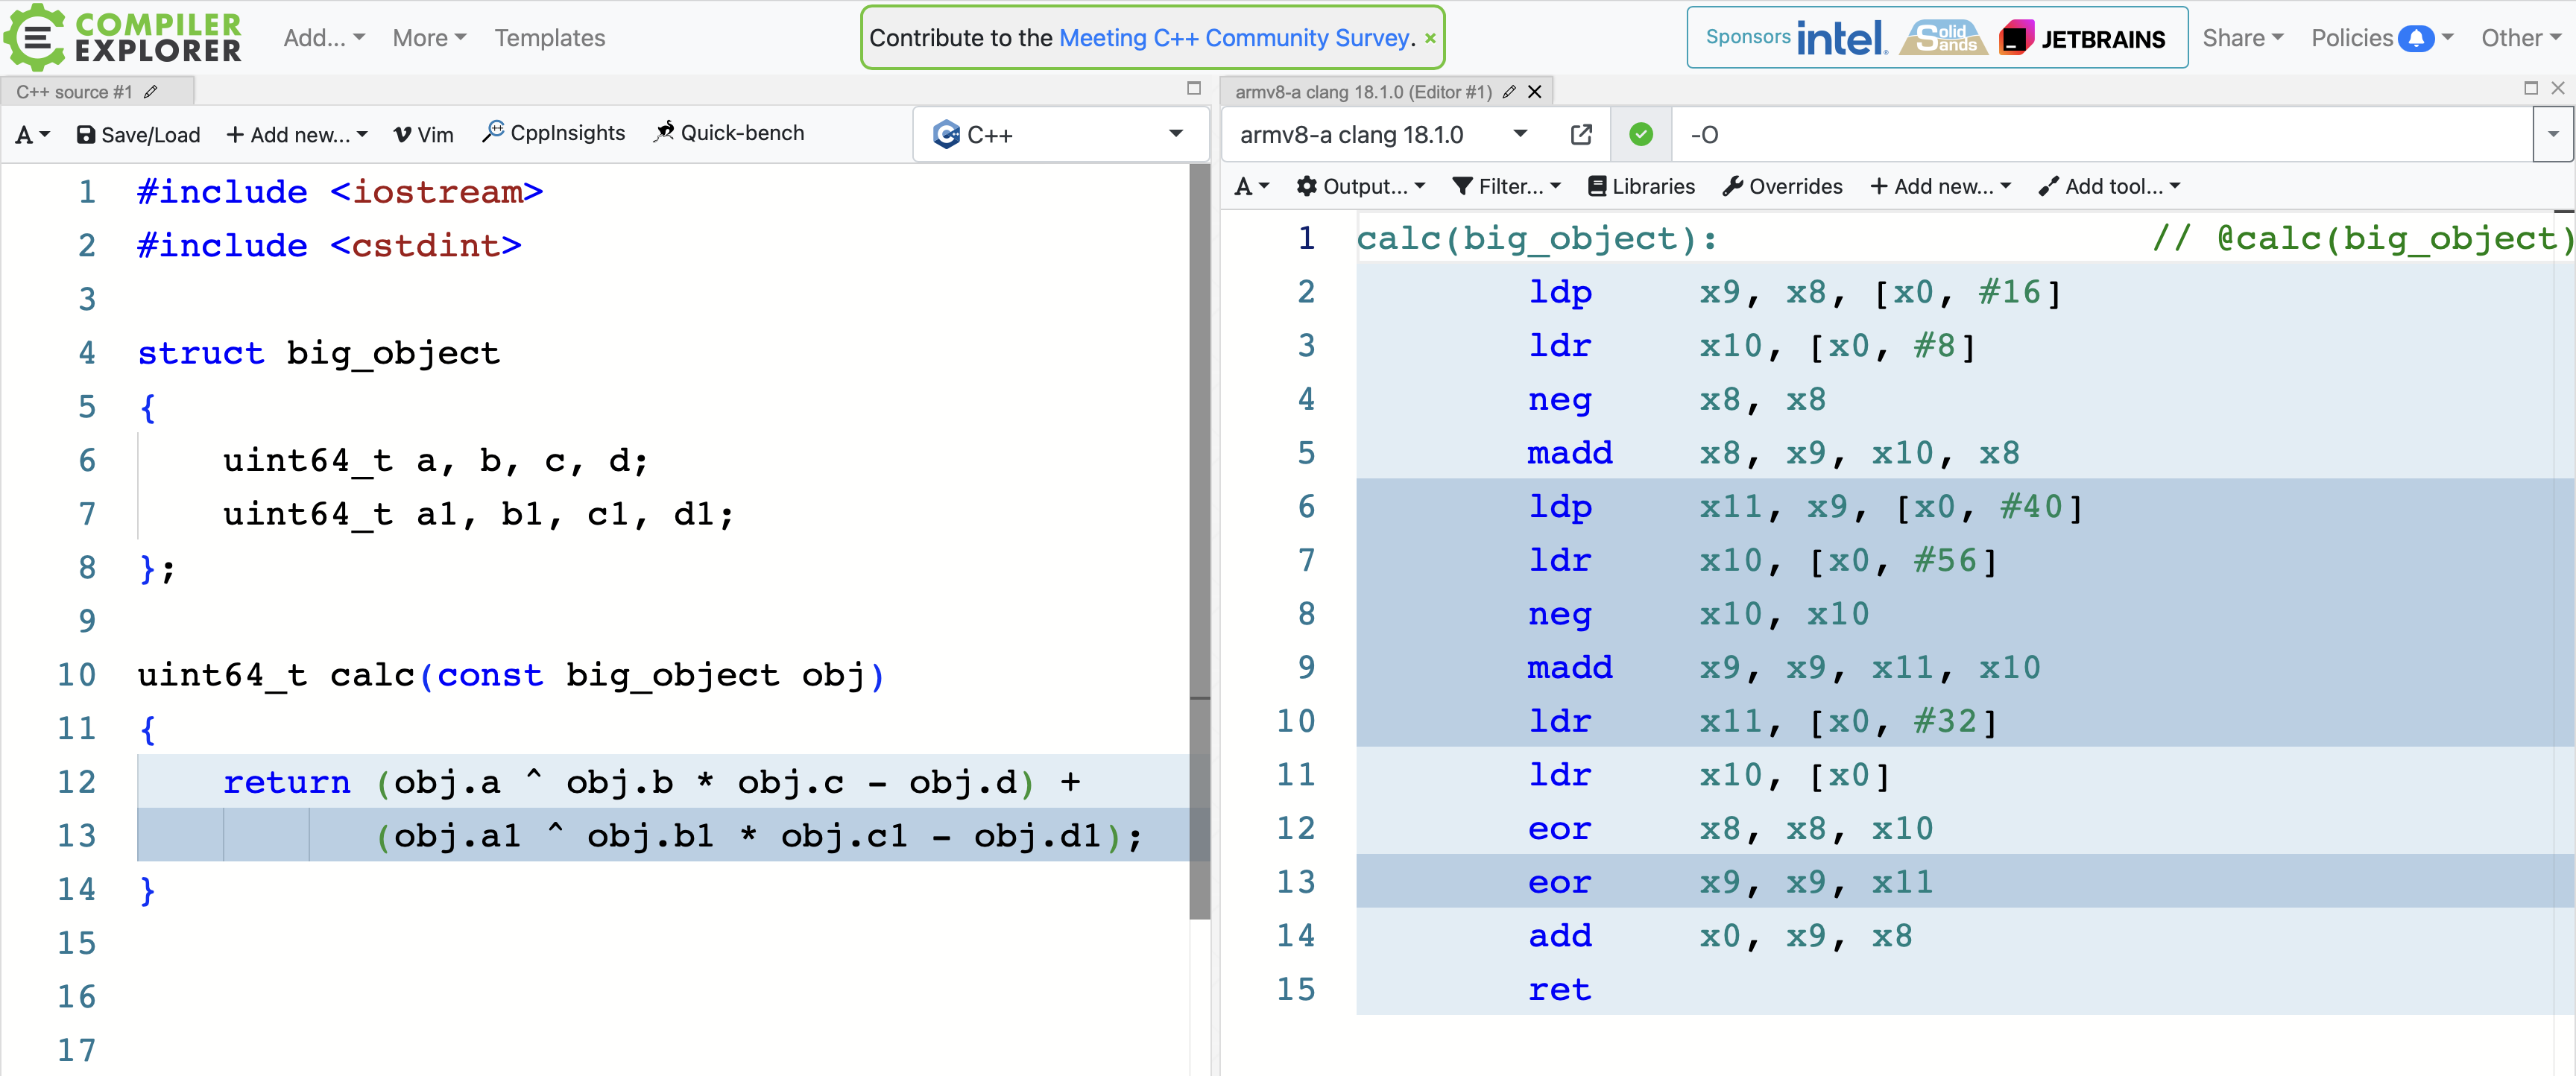 COMPILER EXPLORER Add... More Templates Contribute to the Meeting C++ Community Survey. × Sponsors intel. Solid Sands JETBRAINS Share Policies Other
C++ source #1
A Save/Load + Add new... Vim CppInsights Quick-bench C++
1 #include <iostream>
2 #include <cstdint>
3
4 struct big_object
5 {
6 uint64_t a, b, c, d;
7 uint64_t a1, b1, c1, d1;
8 };
9
10 uint64_t calc(const big_object obj)
11 {
12 return (obj.a ^ obj.b * obj.c - obj.d) +
13 (obj.a1 ^ obj.b1 * obj.c1 - obj.d1);
14 }
15
16
17
armv8-a clang 18.1.0 (Editor #1)
armv8-a clang 18.1.0 -O
A Output... Filter... Libraries Overrides + Add new... Add tool...
1 calc(big_object): // @calc(big_object)
2 ldp x9, x8, [x0, #16]
3 ldr x10, [x0, #8]
4 neg x8, x8
5 madd x8, x9, x10, x8
6 ldp x11, x9, [x0, #40]
7 ldr x10, [x0, #56]
8 neg x10, x10
9 madd x9, x9, x11, x10
10 ldr x11, [x0, #32]
11 ldr x10, [x0]
12 eor x8, x8, x10
13 eor x9, x9, x11
14 add x0, x9, x8
15 ret